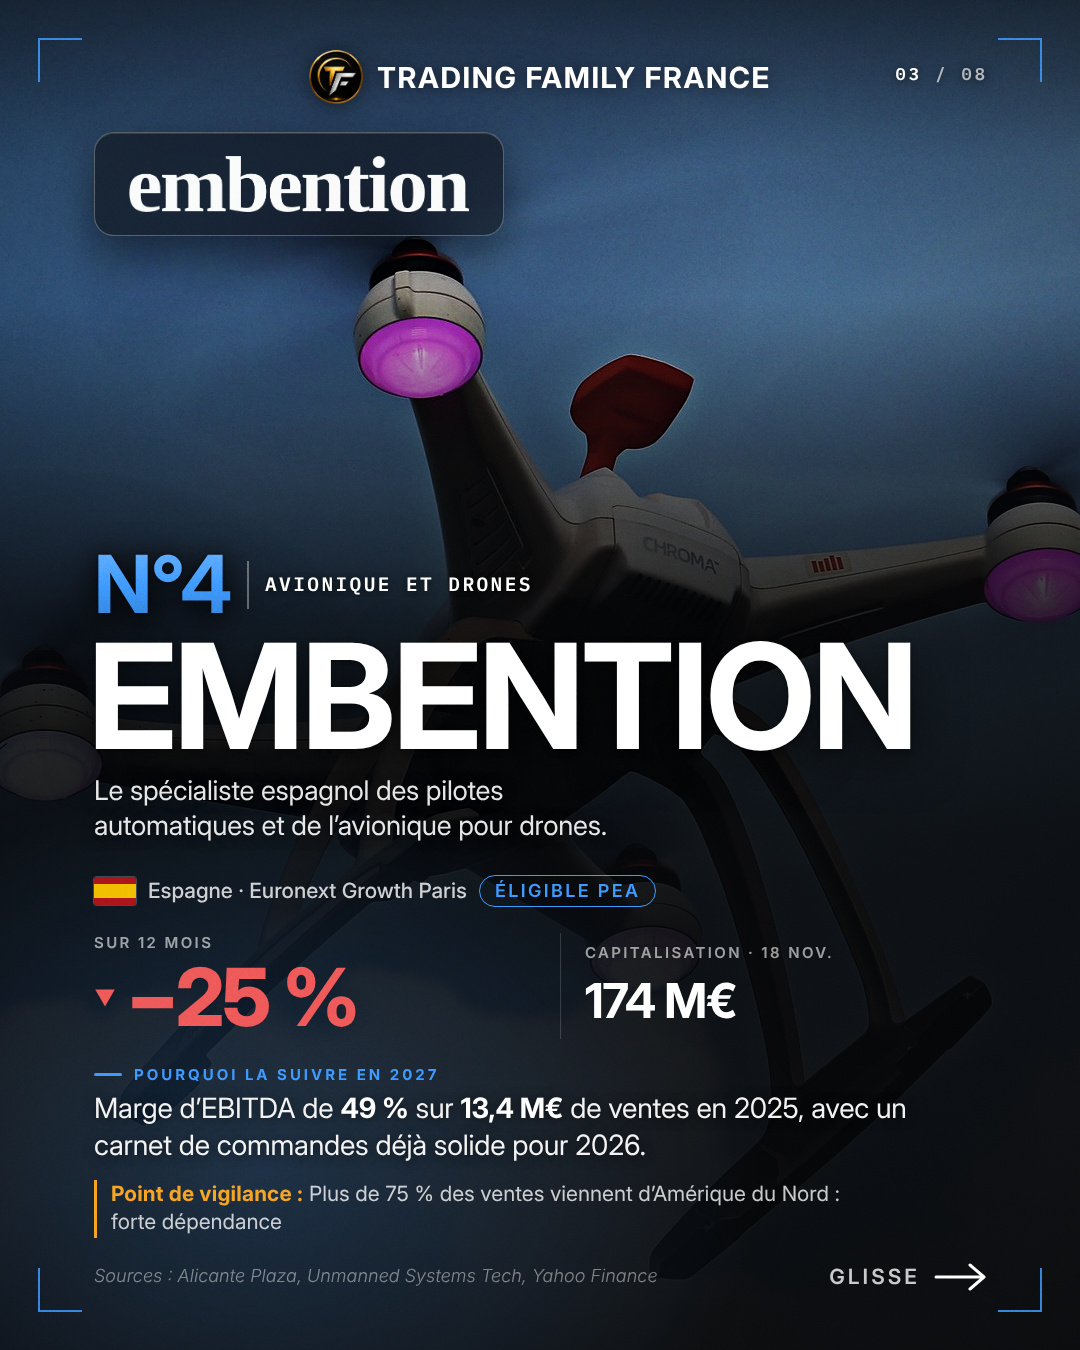 TF
TRADING FAMILY FRANCE
03 / 08
embention
CHROMA™
N°4
AVIONIQUE ET DRONES
EMBENTION
Le spécialiste espagnol des pilotes
automatiques et de l’avionique pour drones.
Espagne · Euronext Growth Paris
ÉLIGIBLE PEA
SUR 12 MOIS
▼ –25 %
CAPITALISATION · 18 NOV.
174 M€
POURQUOI LA SUIVRE EN 2027
Marge d’EBITDA de 49 % sur 13,4 M€ de ventes en 2025, avec un
carnet de commandes déjà solide pour 2026.
Point de vigilance : Plus de 75 % des ventes viennent d’Amérique du Nord :
forte dépendance
Sources : Alicante Plaza, Unmanned Systems Tech, Yahoo Finance
GLISSE →